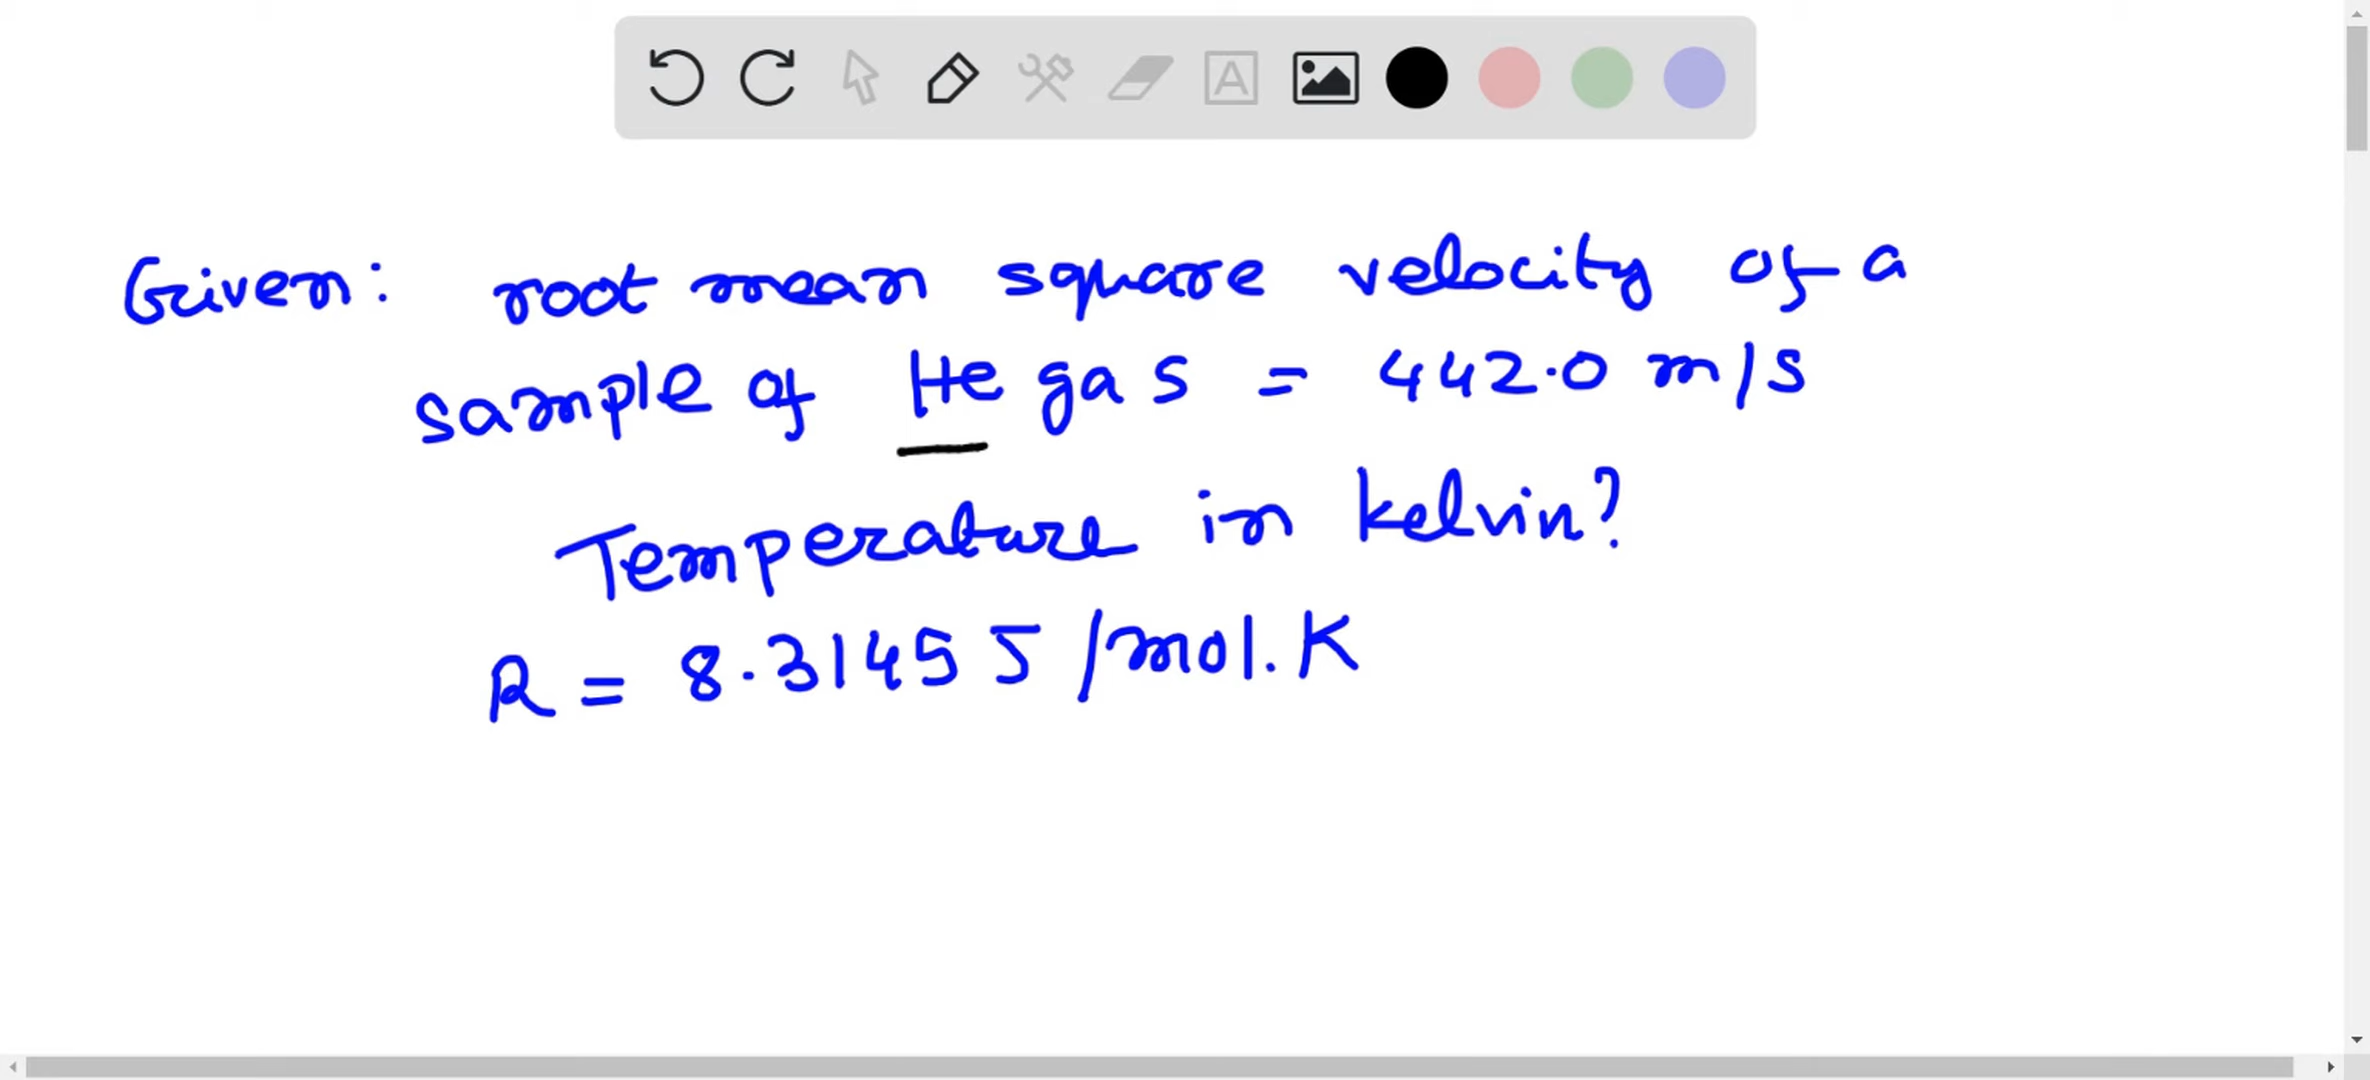 Given: root mean square velocity of a
sample of He gas = 442.0 m/s
Temperature in kelvin?
R = 8.3145 J/mol.K